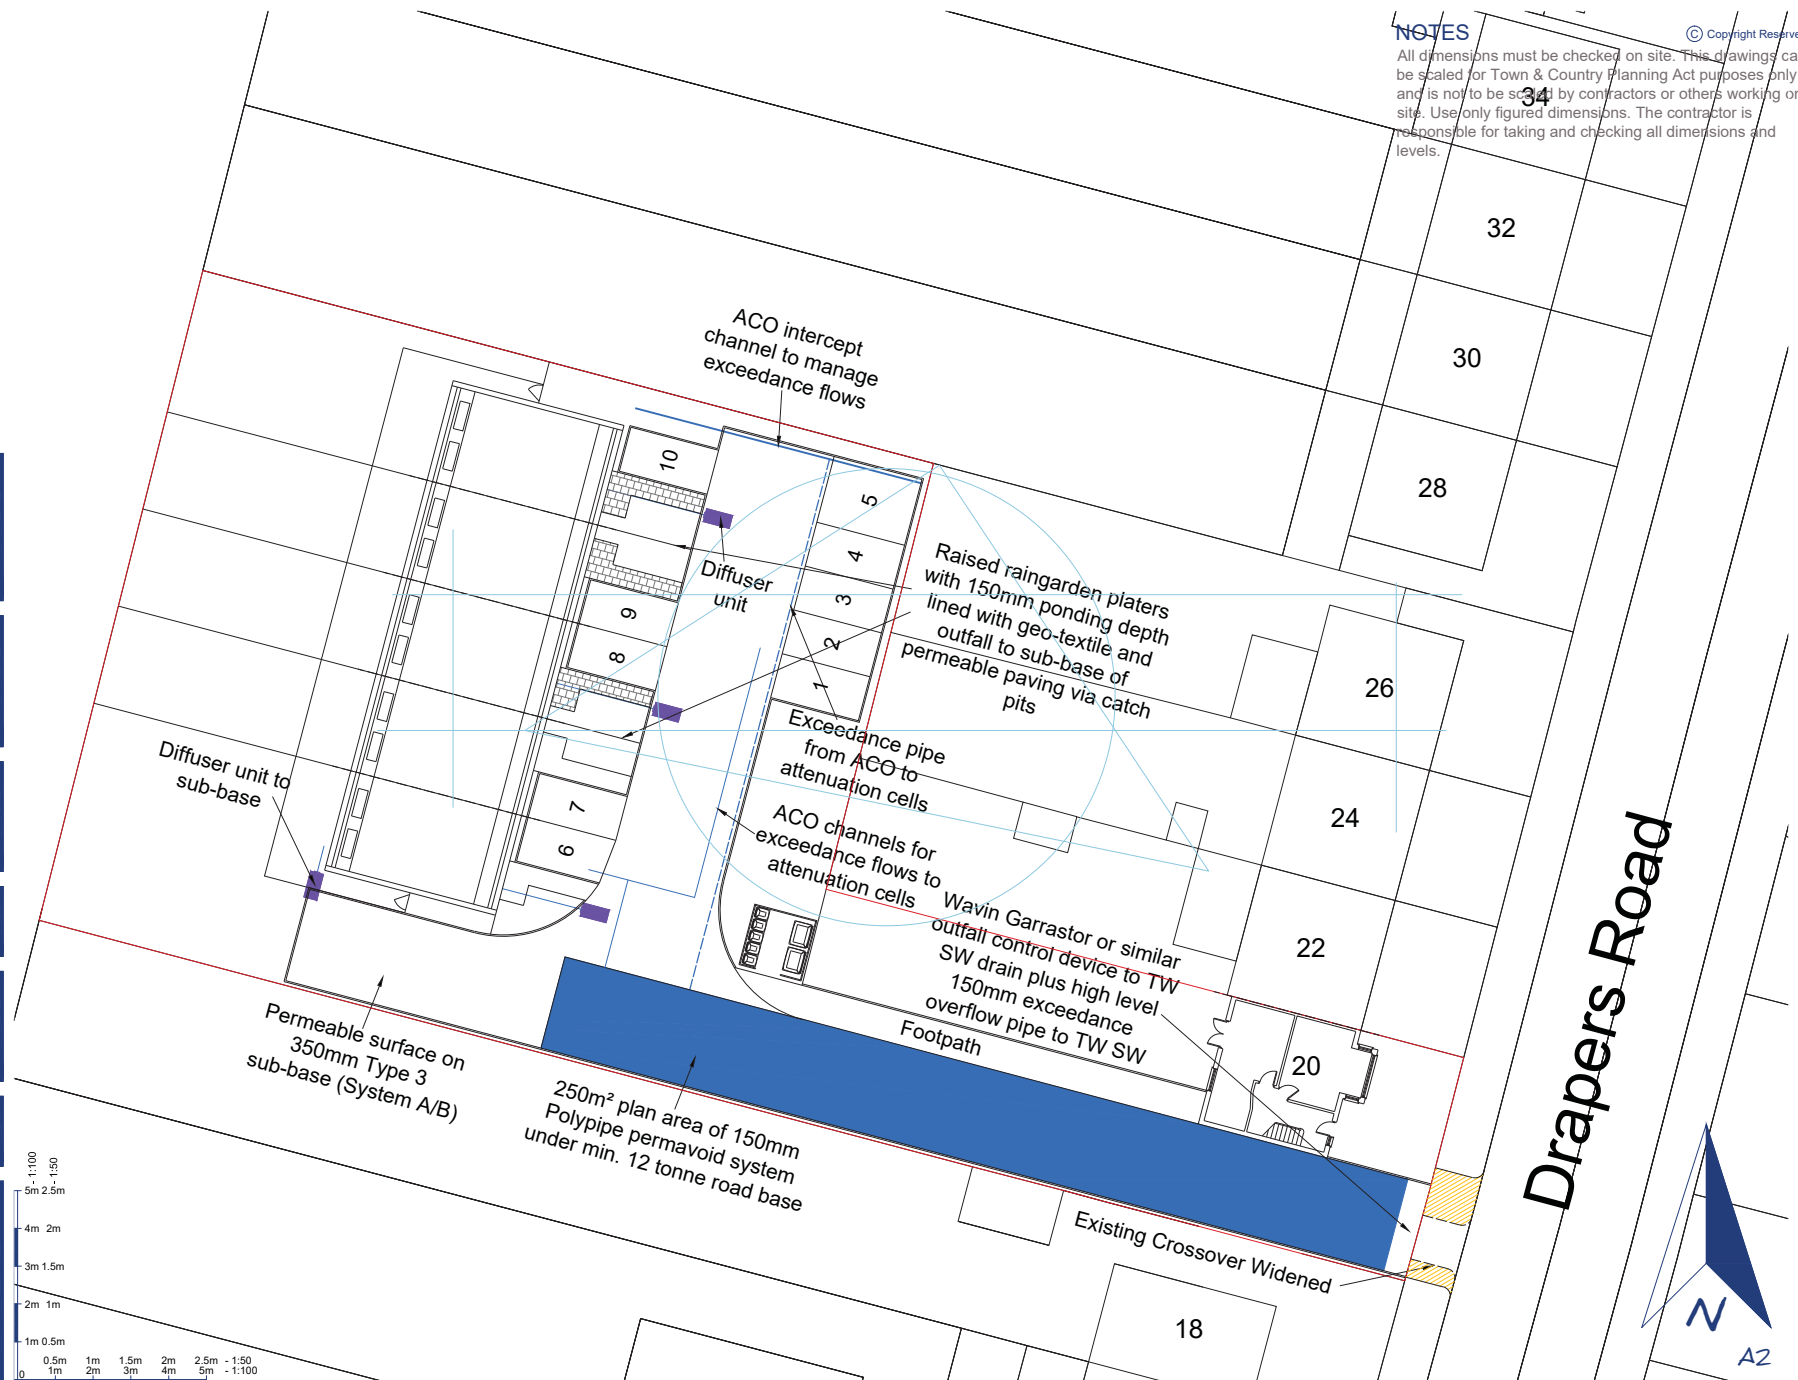 NOTES
© Copyright Reserve
All dimensions must be checked on site. This drawings ca
be scaled for Town & Country Planning Act purposes only
and is not to be scaled by contractors or others working or
site. Use only figured dimensions. The contractor is
responsible for taking and checking all dimensions and
levels.
34
32
30
28
26
24
22
20
18
Drapers Road
ACO intercept
channel to manage
exceedance flows
10
5
4
3
2
1
9
8
7
6
Diffuser
unit
Raised raingarden platers
with 150mm ponding depth
lined with geo-textile and
outfall to sub-base of
permeable paving via catch
pits
Exceedance pipe
from ACO to
attenuation cells
Diffuser unit to
sub-base
ACO channels for
exceedance flows to
attenuation cells
Wavin Garrastor or similar
outfall control device to TW
SW drain plus high level
150mm exceedance
overflow pipe to TW SW
Footpath
Permeable surface on
350mm Type 3
sub-base (System A/B)
250m² plan area of 150mm
Polypipe permavoid system
under min. 12 tonne road base
Existing Crossover Widened
- 1:100
- 1:50
5m 2.5m
4m 2m
3m 1.5m
2m 1m
1m 0.5m
0.5m 1m 1.5m 2m 2.5m - 1:50
0 1m 2m 3m 4m 5m - 1:100
N
A2